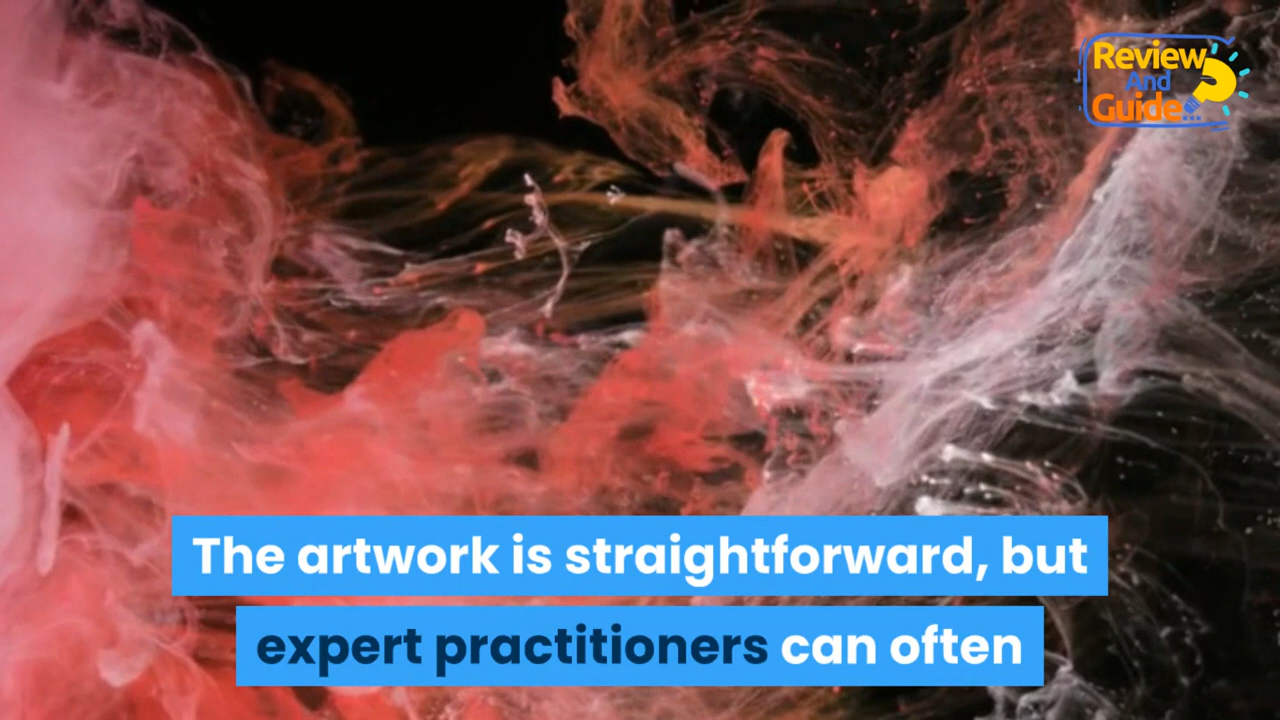 Review
And
Guide...
The artwork is straightforward, but
expert practitioners can often